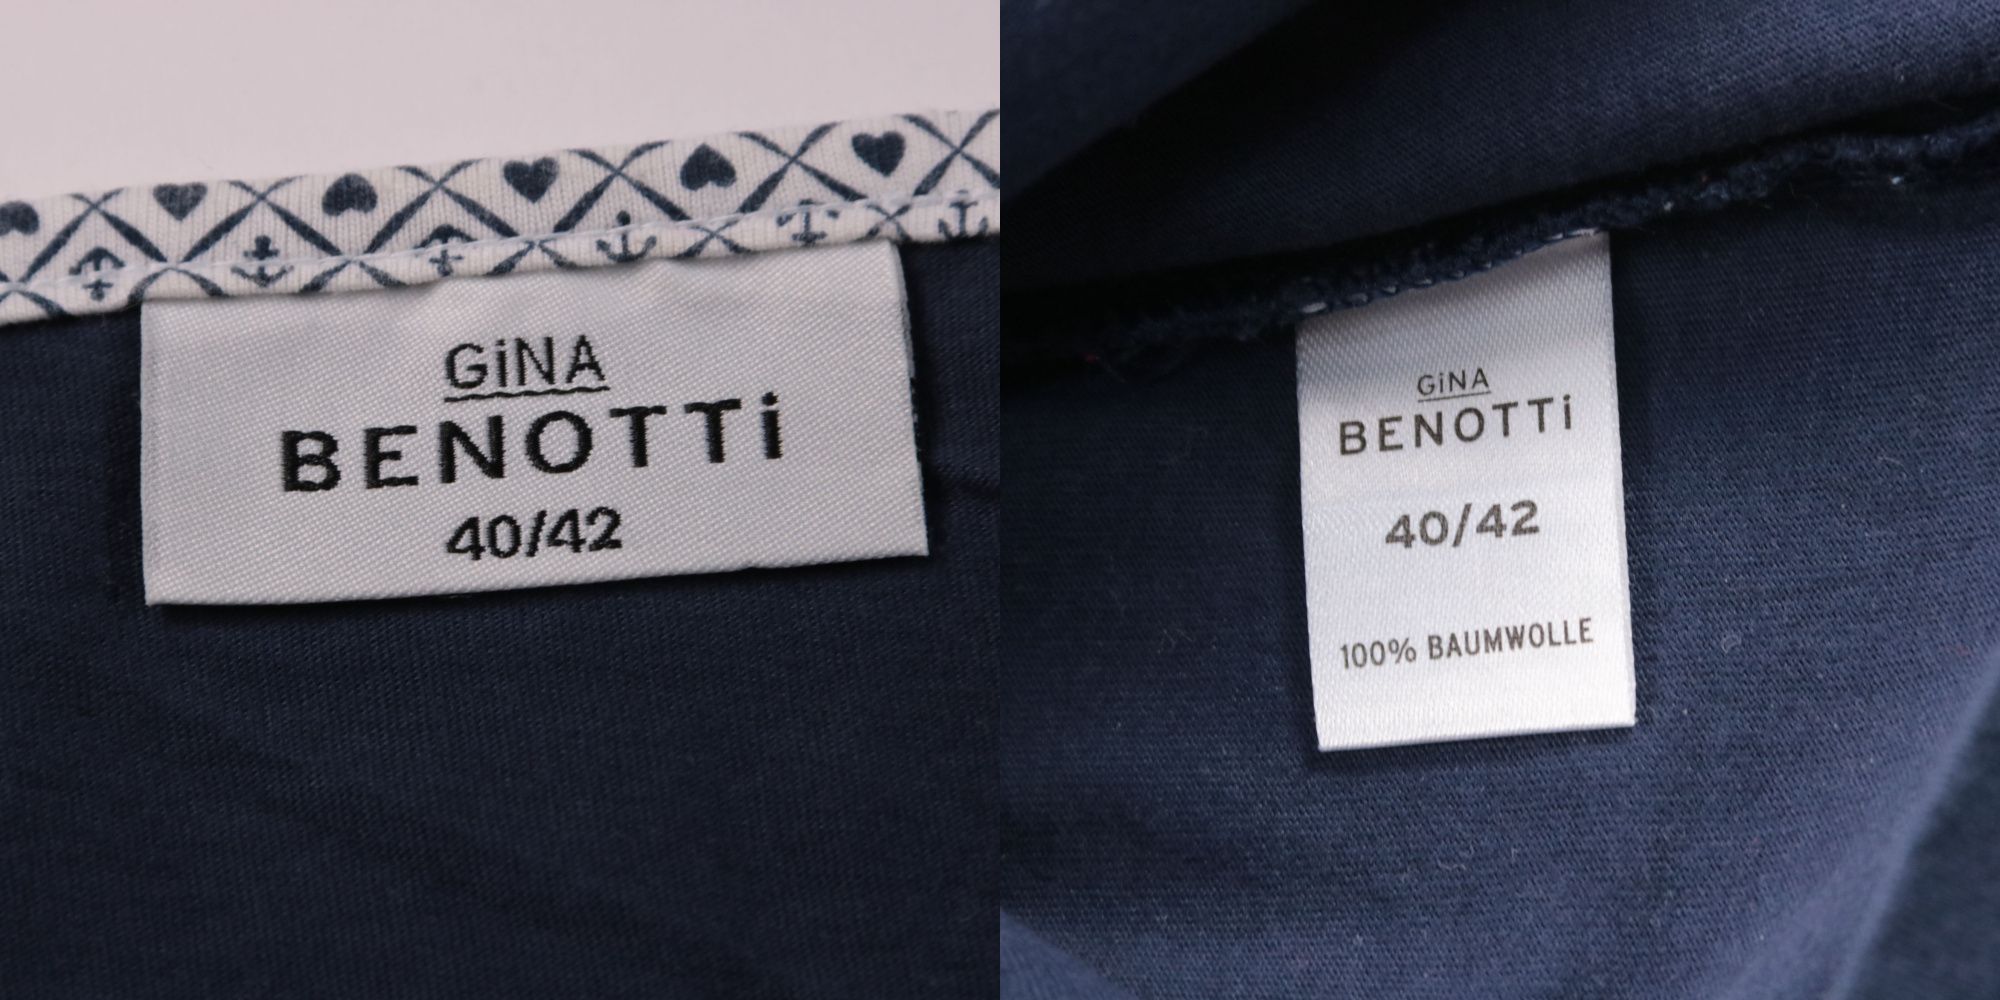 GiNA
BENOTTi
40/42
GiNA
BENOTTi
40/42
100% BAUMWOLLE